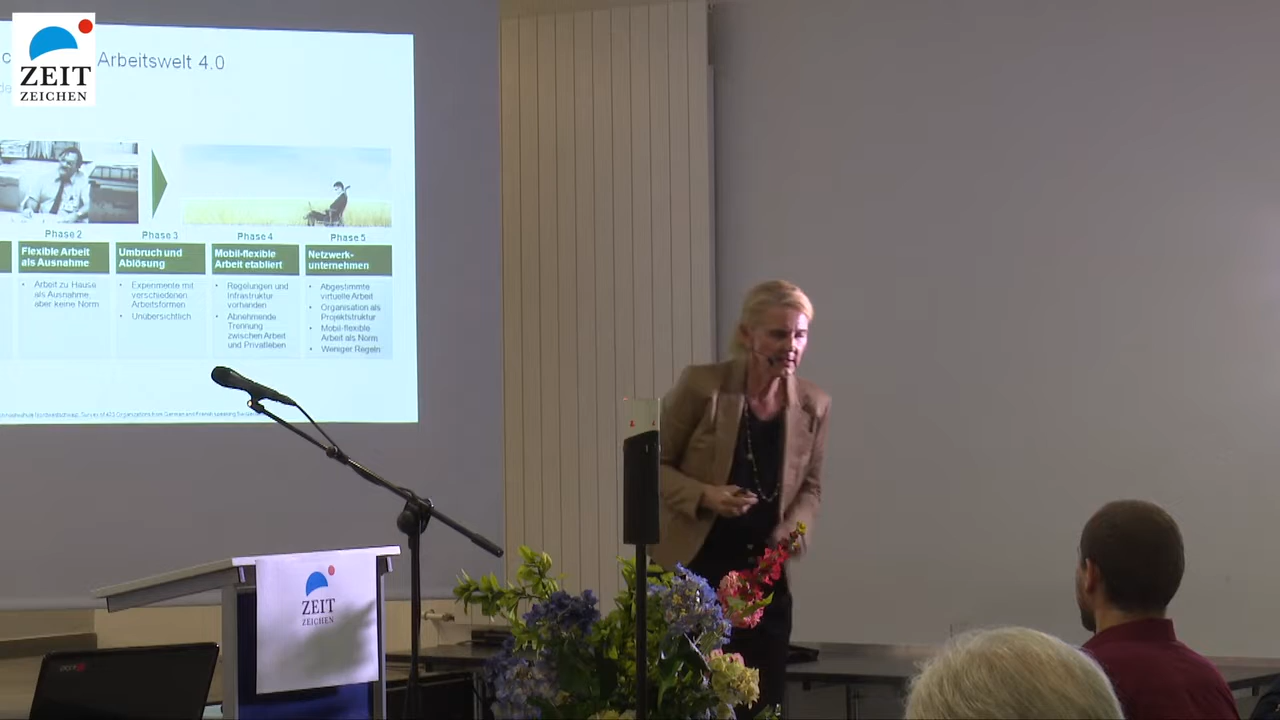 ZEIT
ZEICHEN
Arbeitswelt 4.0
Phase 2
Phase 3
Phase 4
Phase 5
Flexible Arbeit
als Ausnahme
Umbruch und
Ablösung
Mobil-flexible
Arbeit etabliert
Netzwerk-
unternehmen
• Arbeit zu Hause
als Ausnahme,
aber keine Norm
• Experimente mit
verschiedenen
Arbeitsformen
• Unübersichtlich
• Regelungen und
Infrastruktur
vorhanden
• Abnehmende
Trennung
zwischen Arbeit
und Privatleben
• Abgestimmte
virtuelle Arbeit
• Organisation als
Projektstruktur
• Mobil-flexible
Arbeit als Norm
• Weniger Regeln
ZEIT
ZEICHEN